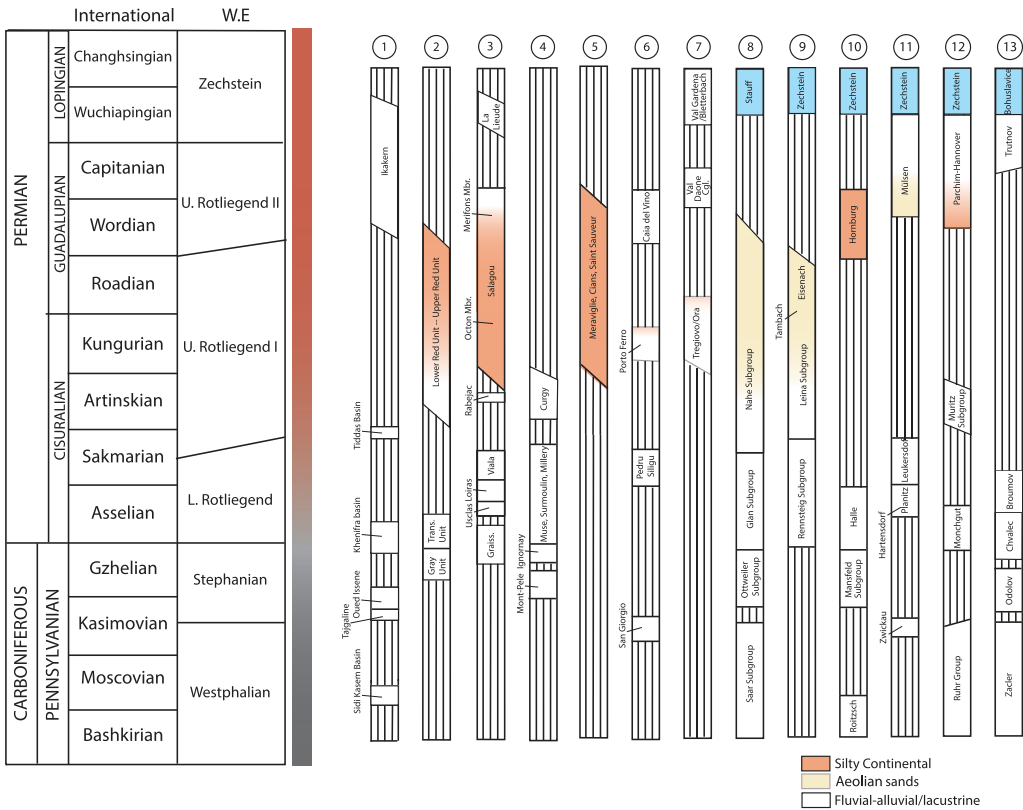 International W.E
PERMIAN
CARBONIFEROUS
LOPINGIAN
GUADALUPIAN
CISURALIAN
PENNSYLVANIAN
Changhsingian
Wuchiapingian
Capitanian
Wordian
Roadian
Kungurian
Artinskian
Sakmarian
Asselian
Gzhelian
Kasimovian
Moscovian
Bashkirian
Zechstein
U. Rotliegend II
U. Rotliegend I
L. Rotliegend
Stephanian
Westphalian
1 2 3 4 5 6 7 8 9 10 11 12 13
Ikakern
Tiddas Basin
Khenifra basin
Oued Issene
Tajgaline
Sidi Kasem Basin
Lower Red Unit -- Upper Red Unit
Trans.
Unit
Gray
Unit
La
Lieude
Merifons Mbr.
Salagou
Octon Mbr.
Rabejac
Viala
Usclas Loiras
Graiss.
Curgy
Muse, Surmoulin, Millery
Ignornay
Mont-Pele
Meraviglie, Cians, Saint Sauveur
Caia del Vino
Porto Ferro
Pedru
Siligu
San Giorgio
Val Gardena
/Bletterbach
Val
Daone
Cgl.
Tregiovo/Ora
Stauff
Nahe Subgroup
Glan Subgroup
Ottweiler
Subgroup
Saar Subgroup
Zechstein
Eisenach
Tambach
Leina Subgroup
Rennsteig Subgroup
Zechstein
Hornburg
Halle
Mansfeld
Subgroup
Roitzsch
Zechstein
Mülsen
Leukersdorf
Planitz
Hartensdorf
Zwickau
Zechstein
Parchim-Hannover
Muritz
Subgroup
Monchgut
Ruhr Group
Bohuslavice
Trutnov
Broumov
Chvalec
Odolov
Zacler
Silty Continental
Aeolian sands
Fluvial-alluvial/lacustrine